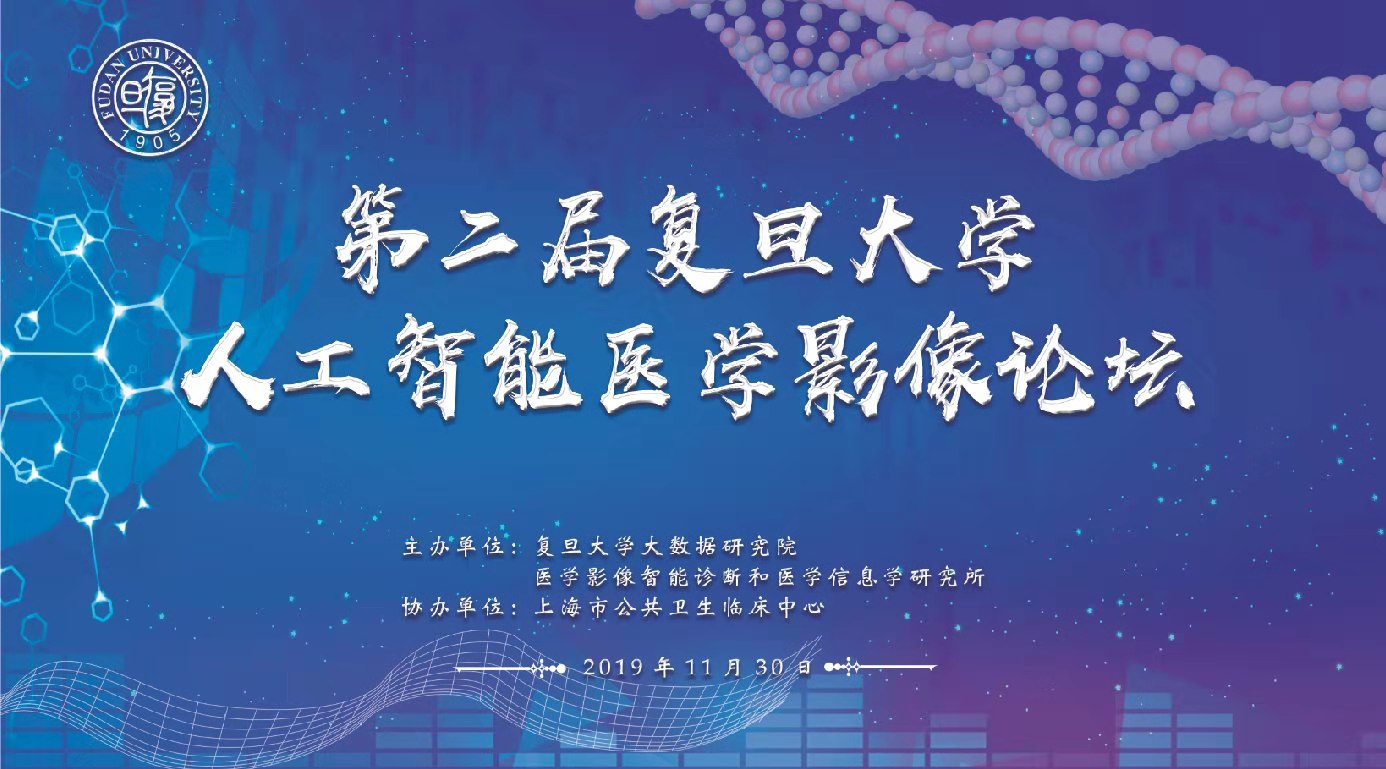 FUDAN UNIVERSITY
復旦
1905
第二届复旦大学
人工智能医学影像论坛
主办单位：复旦大学大数据研究院
医学影像智能诊断和医学信息学研究所
协办单位：上海市公共卫生临床中心
2019年11月30日